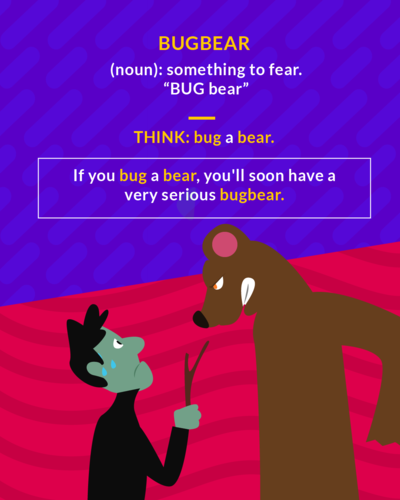 BUGBEAR
(noun): something to fear.
“BUG bear”
THINK: bug a bear.
If you bug a bear, you'll soon have a
very serious bugbear.